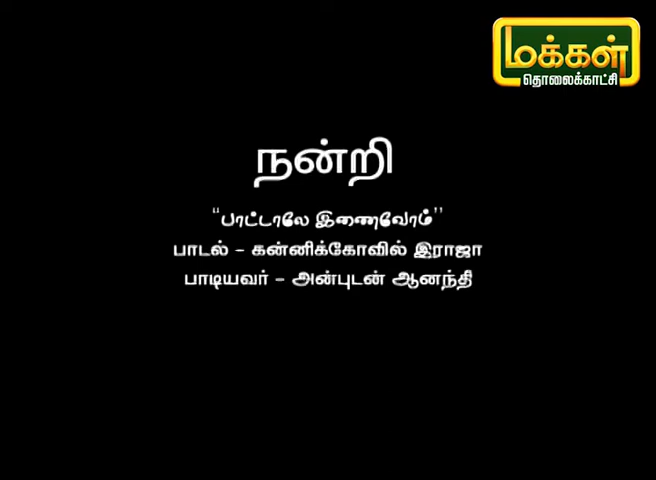 மக்கள்
தொலைக்காட்சி
நன்றி
“பாட்டாலே இணைவோம்”
பாடல் – கன்னிக்கோவில் இராஜா
பாடியவர் – அன்புடன் ஆனந்தி